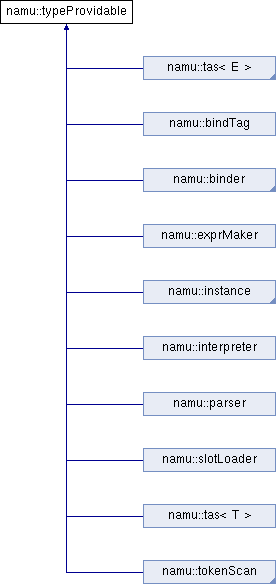 namu::typeProvidable
namu::tas< E >
namu::bindTag
namu::binder
namu::exprMaker
namu::instance
namu::interpreter
namu::parser
namu::slotLoader
namu::tas< T >
namu::tokenScan